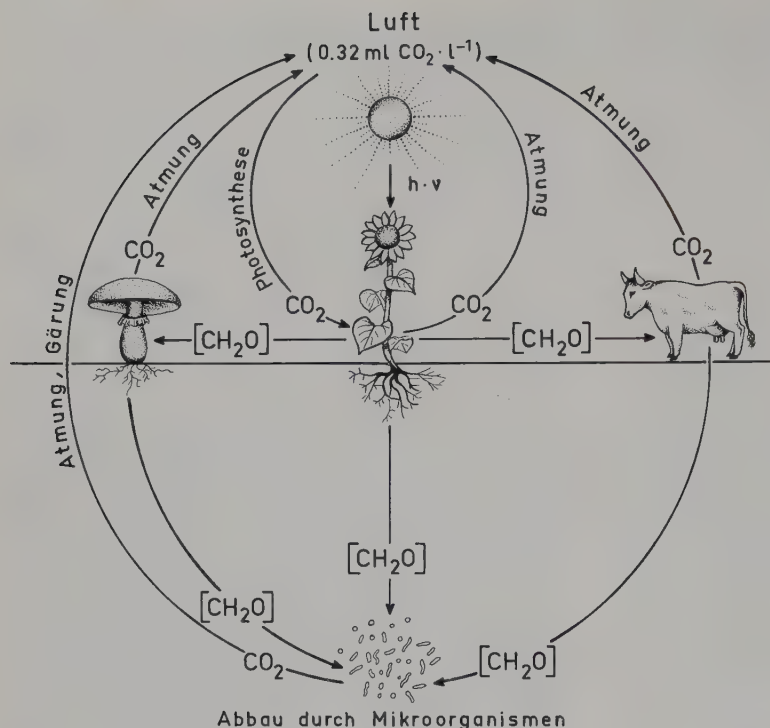 Luft
(0.32 ml CO₂ · l⁻¹)
Atmung
Atmung
Photosynthese
Atmung
Atmung, Gärung
h · ν
CO₂
CO₂
CO₂
CO₂
[CH₂O]
[CH₂O]
[CH₂O]
[CH₂O]
[CH₂O]
CO₂
Abbau durch Mikroorganismen